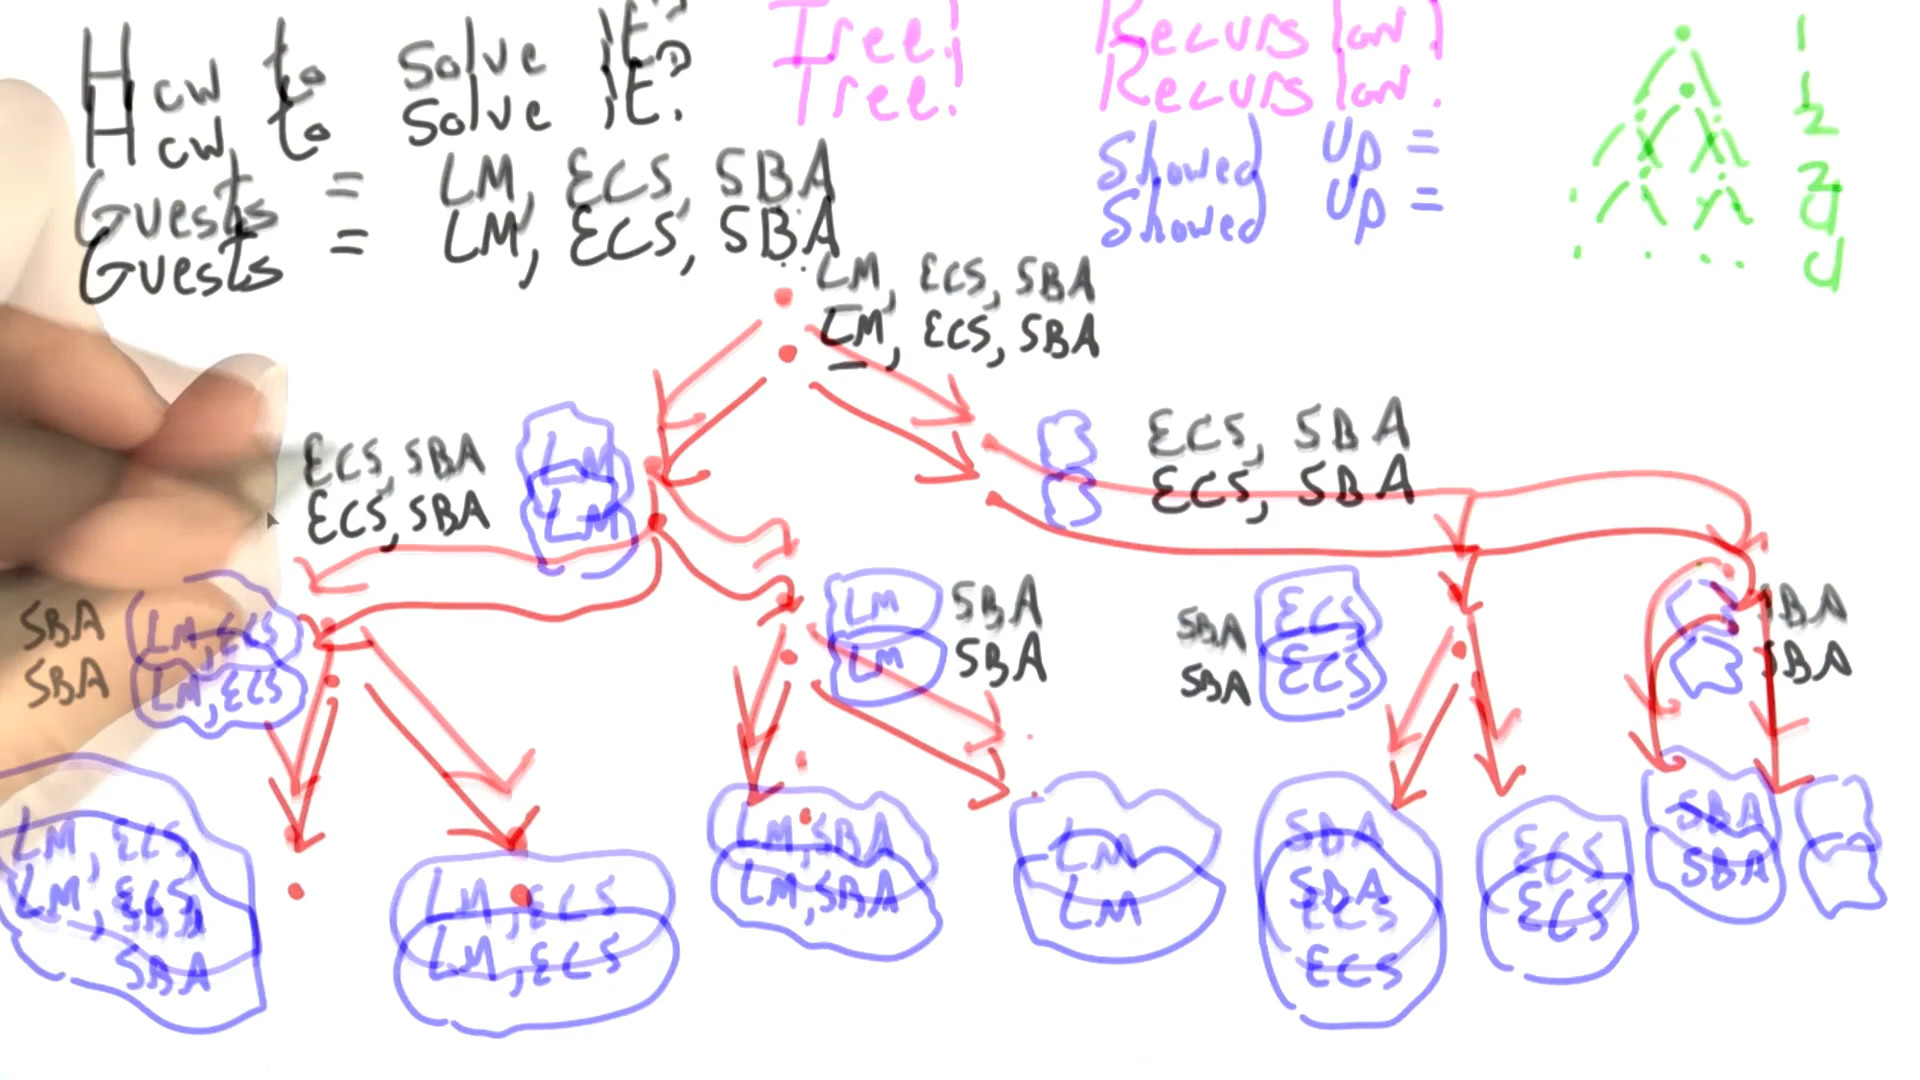 How to solve it? Tree! Recursion!
How to solve it? Tree! Recursion!
Guests = LM, ECS, SBA Showed up =
Guests = LM, ECS, SBA Showed up =
1
1
2
2
d
d
LM, ECS, SBA
LM, ECS, SBA
ECS, SBA LM ECS, SBA
ECS, SBA LM ECS, SBA
SBA LM, ECS LM SBA SBA ECS SBA
SBA LM, ECS LM SBA SBA ECS SBA
LM, ECS, LM, ECS LM, SBA LM SBA ECS SBA
LM, ECS, LM, ECS LM, SBA LM SBA ECS SBA
SBA ECS
SBA ECS